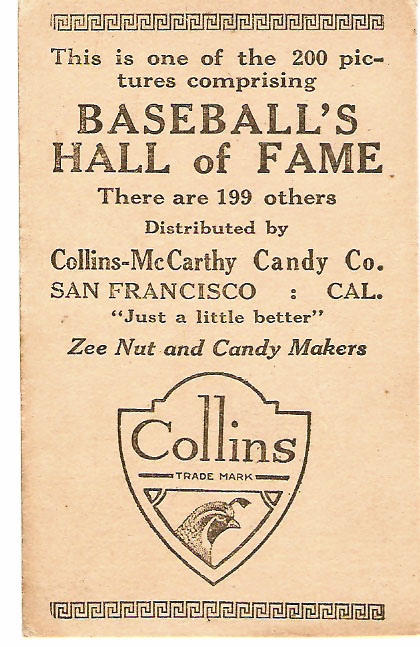 This is one of the 200 pic-
tures comprising
BASEBALL'S
HALL of FAME
There are 199 others
Distributed by
Collins-McCarthy Candy Co.
SAN FRANCISCO : CAL.
"Just a little better"
Zee Nut and Candy Makers
Collins
TRADE MARK